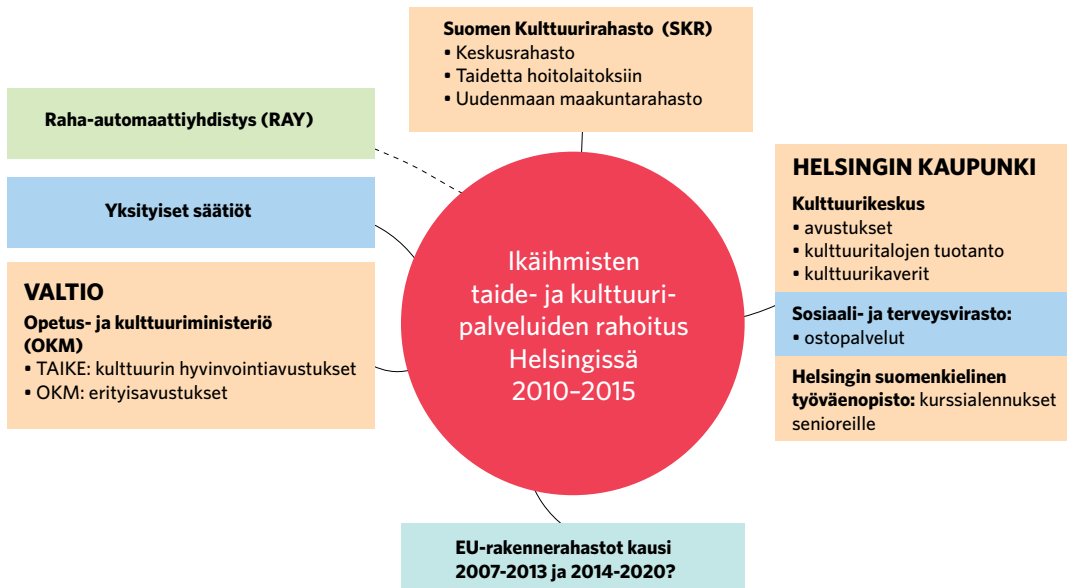 Suomen Kulttuurirahasto (SKR)
• Keskusrahasto
• Taidetta hoitolaitoksiin
• Uudenmaan maakuntarahasto
Raha-automaattiyhdistys (RAY)
Yksityiset säätiöt
VALTIO
Opetus- ja kulttuuriministeriö
(OKM)
• TAIKE: kulttuurin hyvinvointiavustukset
• OKM: erityisavustukset
Ikäihmisten
taide- ja kulttuuri-
palveluiden rahoitus
Helsingissä
2010–2015
HELSINGIN KAUPUNKI
Kulttuurikeskus
• avustukset
• kulttuuritalojen tuotanto
• kulttuurikaverit
Sosiaali- ja terveysvirasto:
• ostopalvelut
Helsingin suomenkielinen
työväenopisto: kurssialennukset
senioreille
EU-rakennerahastot kausi
2007-2013 ja 2014-2020?